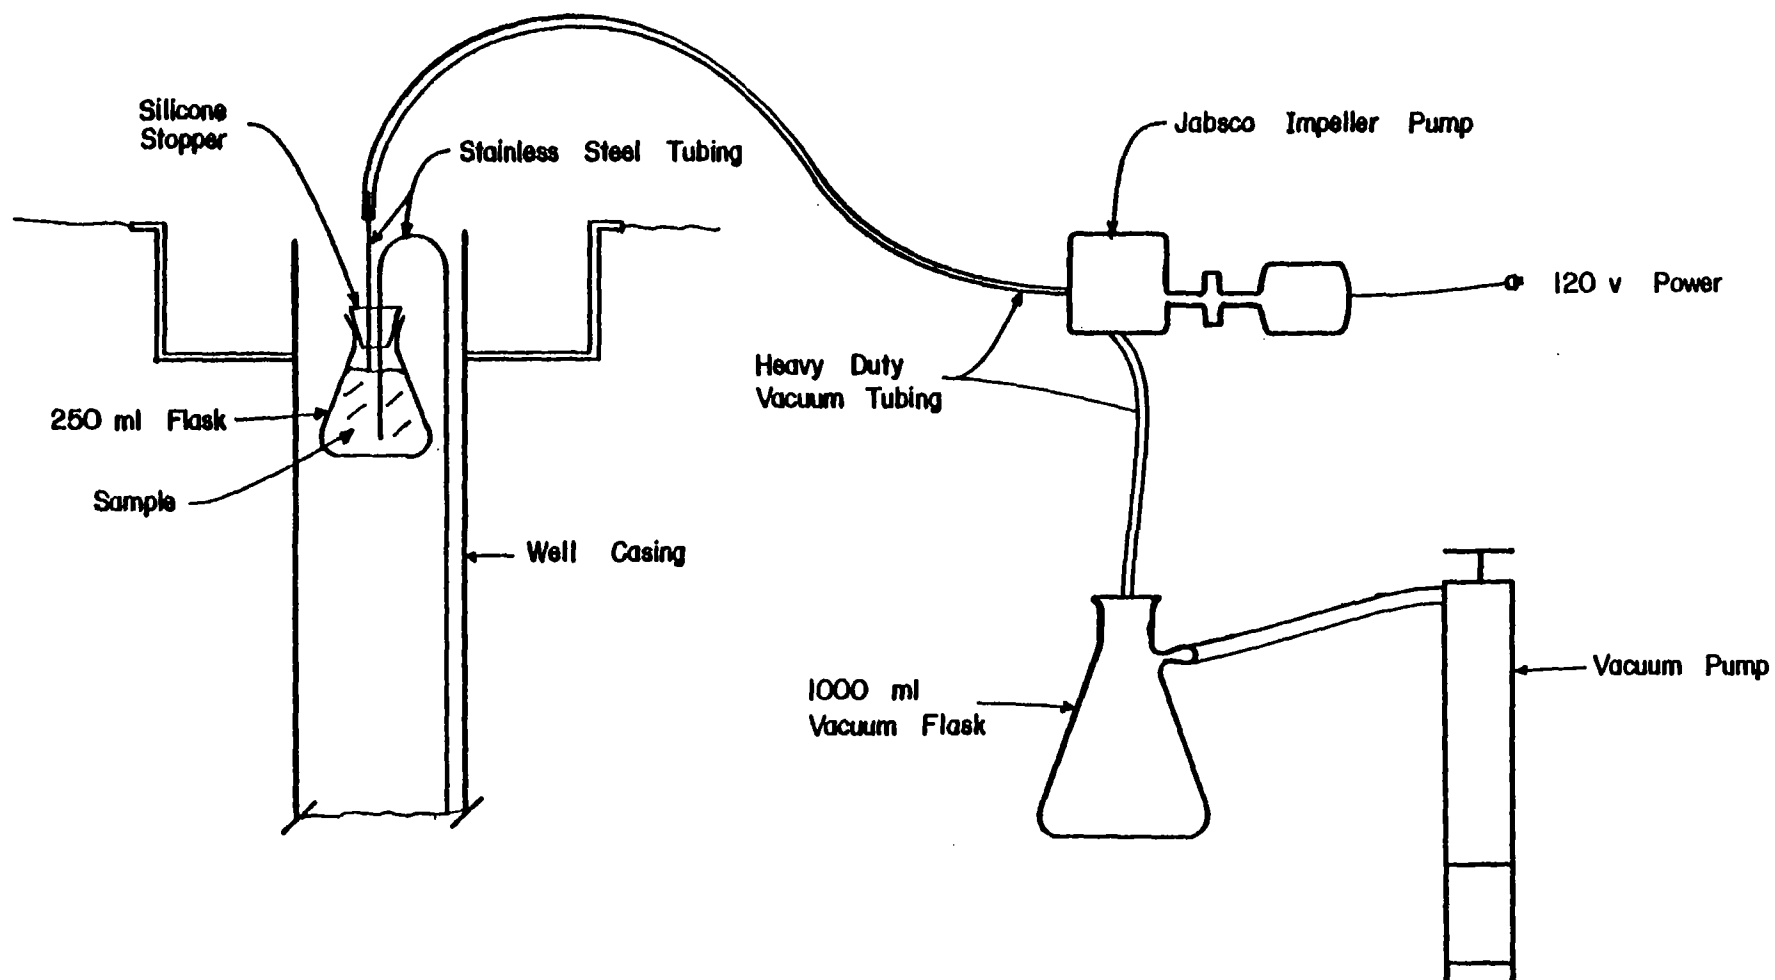 Silicone
Stopper
Stainless Steel Tubing
Jabsco Impeller Pump
120 v Power
Heavy Duty
Vacuum Tubing
250 ml Flask
Sample
Well Casing
1000 ml
Vacuum Flask
Vacuum Pump